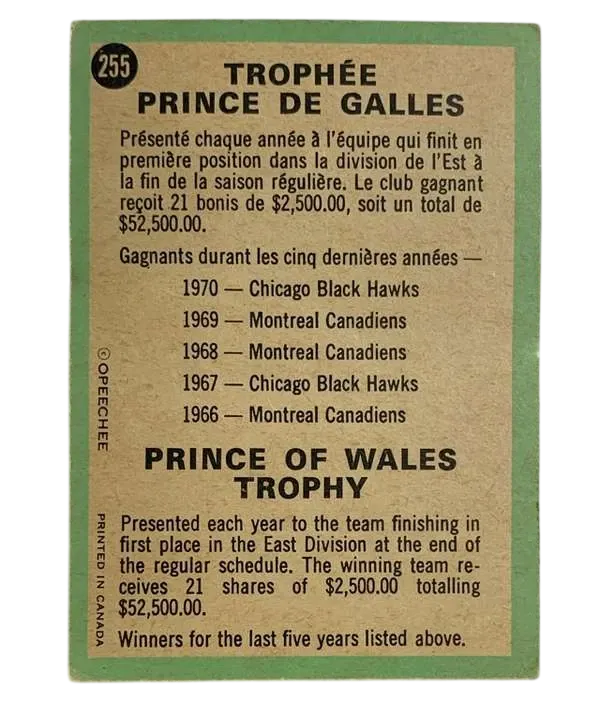 255
TROPHÉE
PRINCE DE GALLES
Présenté chaque année à l'équipe qui finit en
première position dans la division de l'Est à
la fin de la saison régulière. Le club gagnant
reçoit 21 bonis de $2,500.00, soit un total de
$52,500.00.
Gagnants durant les cinq dernières années —
1970 — Chicago Black Hawks
1969 — Montreal Canadiens
1968 — Montreal Canadiens
1967 — Chicago Black Hawks
1966 — Montreal Canadiens
PRINCE OF WALES
TROPHY
Presented each year to the team finishing in
first place in the East Division at the end of
the regular schedule. The winning team re-
ceives 21 shares of $2,500.00 totalling
$52,500.00.
Winners for the last five years listed above.
© OPEECHEE
PRINTED IN CANADA